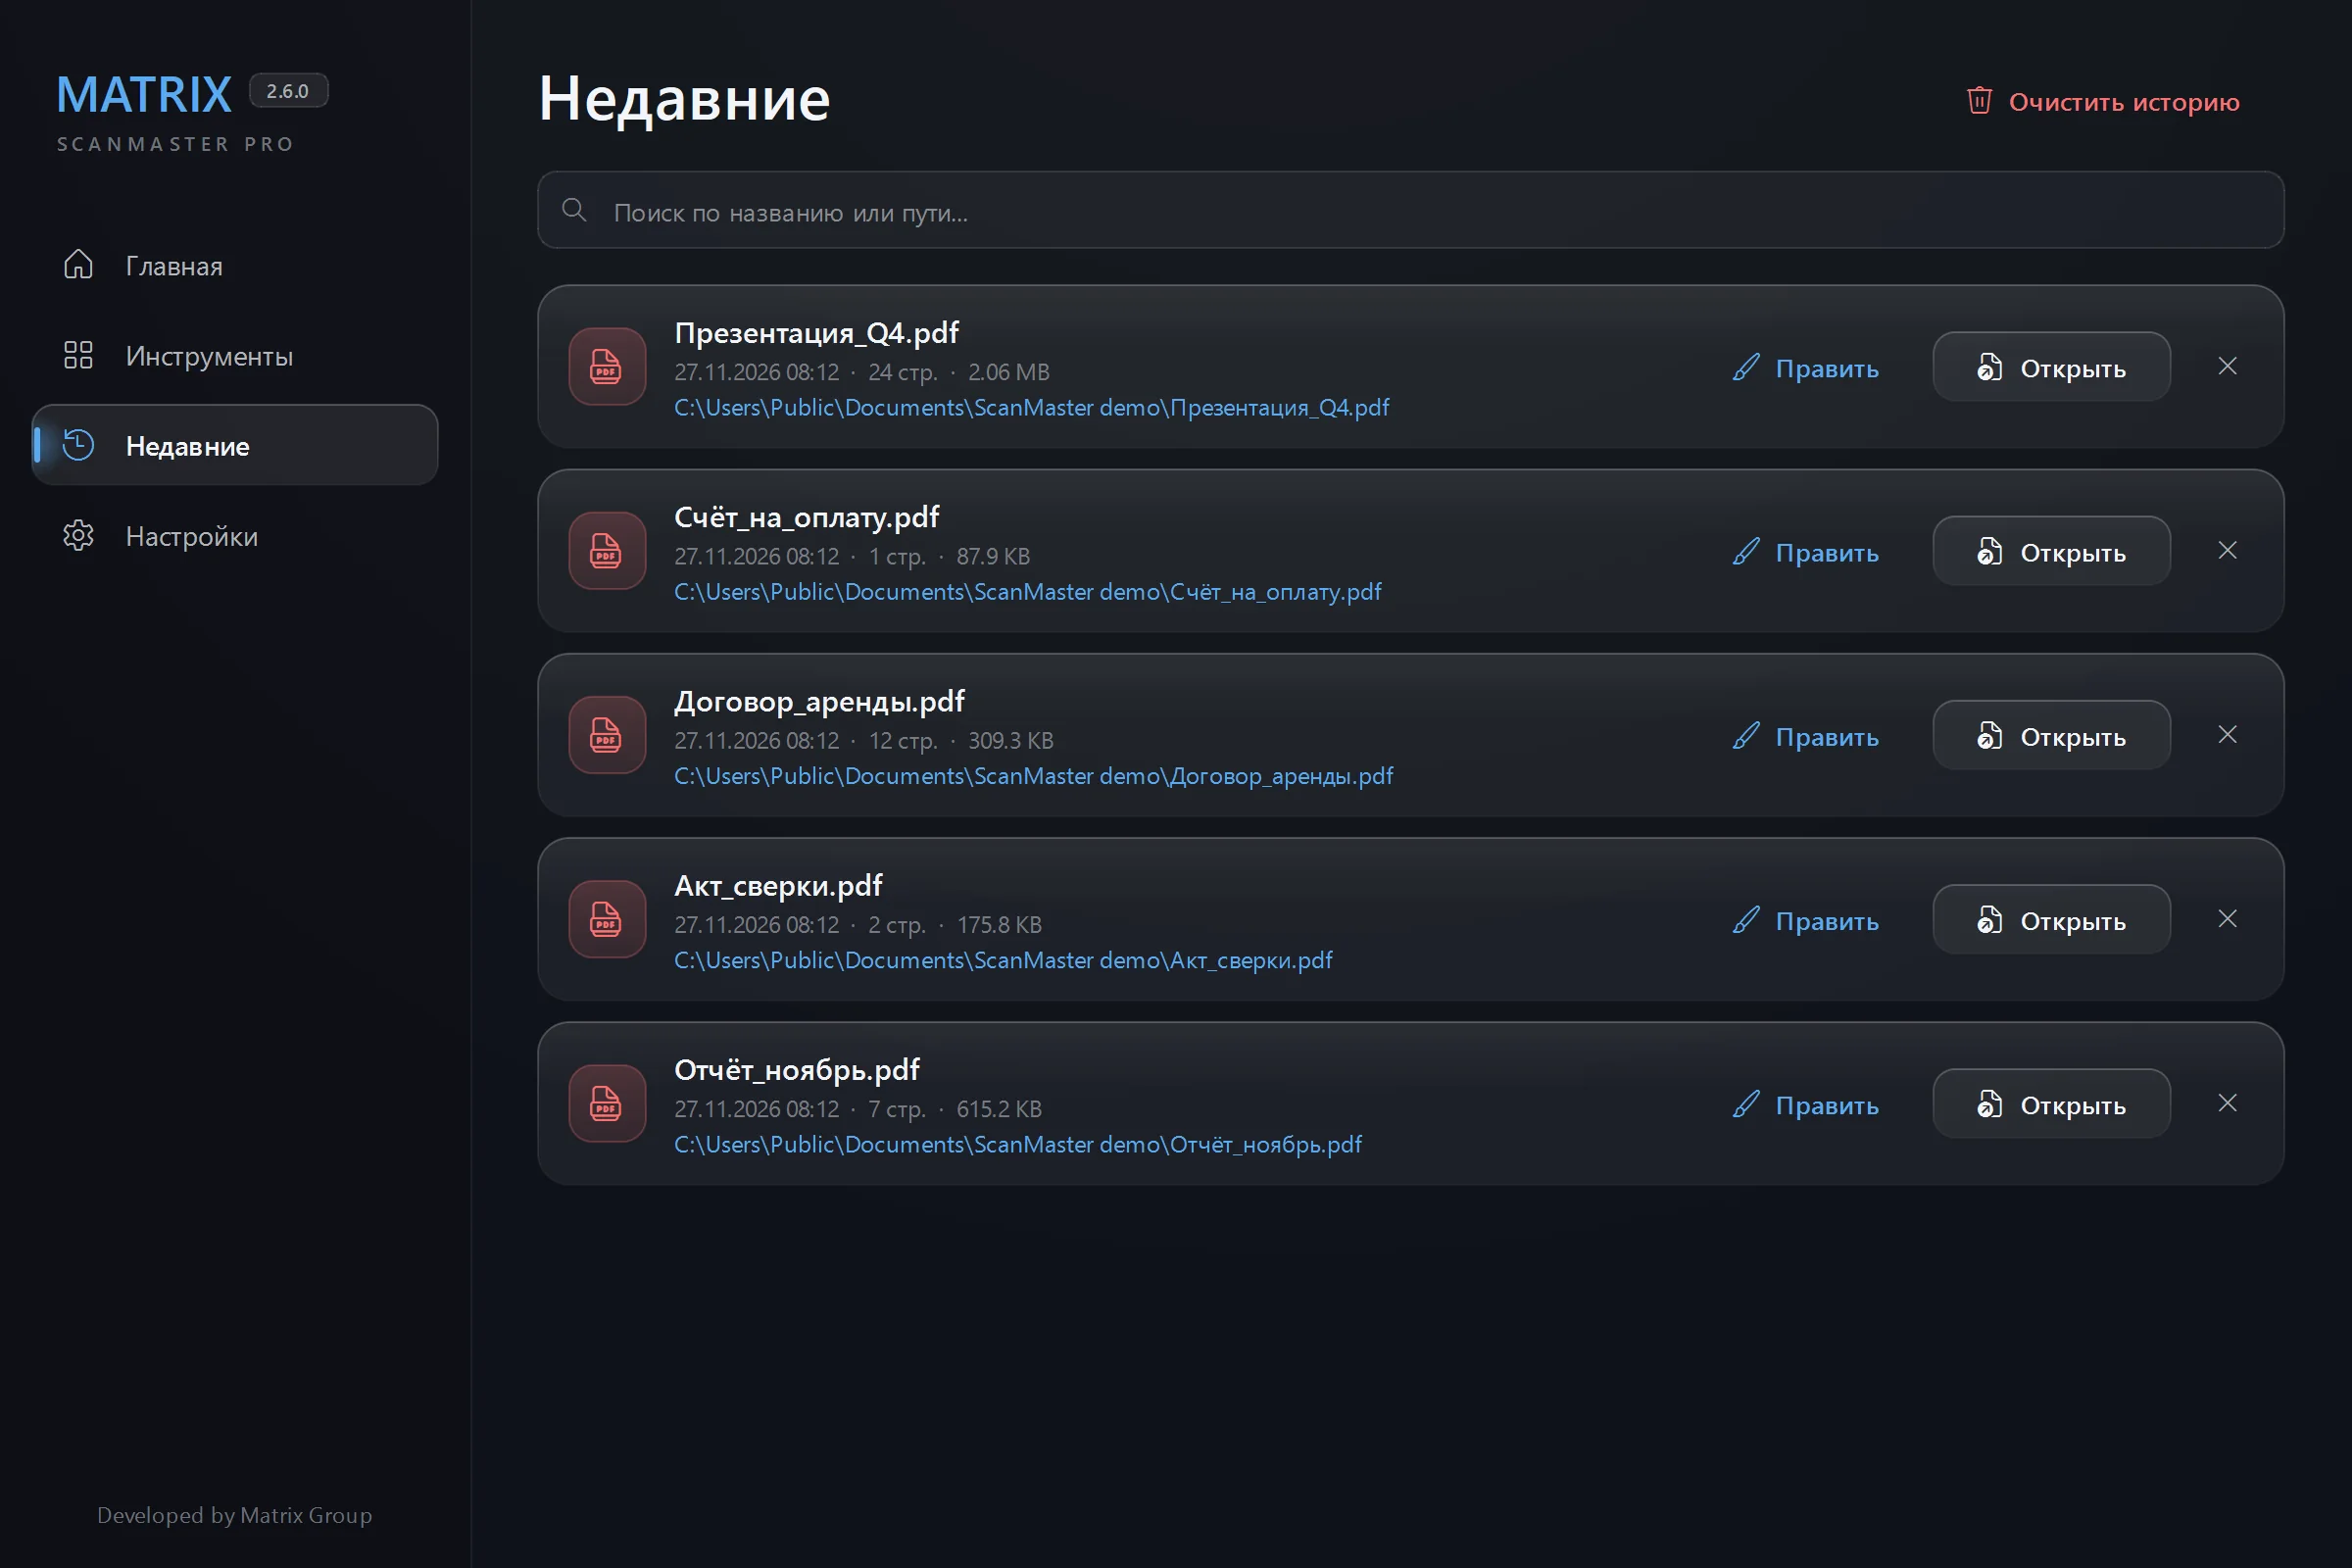 MATRIX 2.6.0
SCANMASTER PRO
Главная
Инструменты
Недавние
Настройки
Developed by Matrix Group
Недавние
Очистить историю
Поиск по названию или пути...
Презентация_Q4.pdf
27.11.2026 08:12 · 24 стр. · 2.06 MB
C:\Users\Public\Documents\ScanMaster demo\Презентация_Q4.pdf
Править
Открыть
Счёт_на_оплату.pdf
27.11.2026 08:12 · 1 стр. · 87.9 KB
C:\Users\Public\Documents\ScanMaster demo\Счёт_на_оплату.pdf
Править
Открыть
Договор_аренды.pdf
27.11.2026 08:12 · 12 стр. · 309.3 KB
C:\Users\Public\Documents\ScanMaster demo\Договор_аренды.pdf
Править
Открыть
Акт_сверки.pdf
27.11.2026 08:12 · 2 стр. · 175.8 KB
C:\Users\Public\Documents\ScanMaster demo\Акт_сверки.pdf
Править
Открыть
Отчёт_ноябрь.pdf
27.11.2026 08:12 · 7 стр. · 615.2 KB
C:\Users\Public\Documents\ScanMaster demo\Отчёт_ноябрь.pdf
Править
Открыть
PDF
PDF
PDF
PDF
PDF